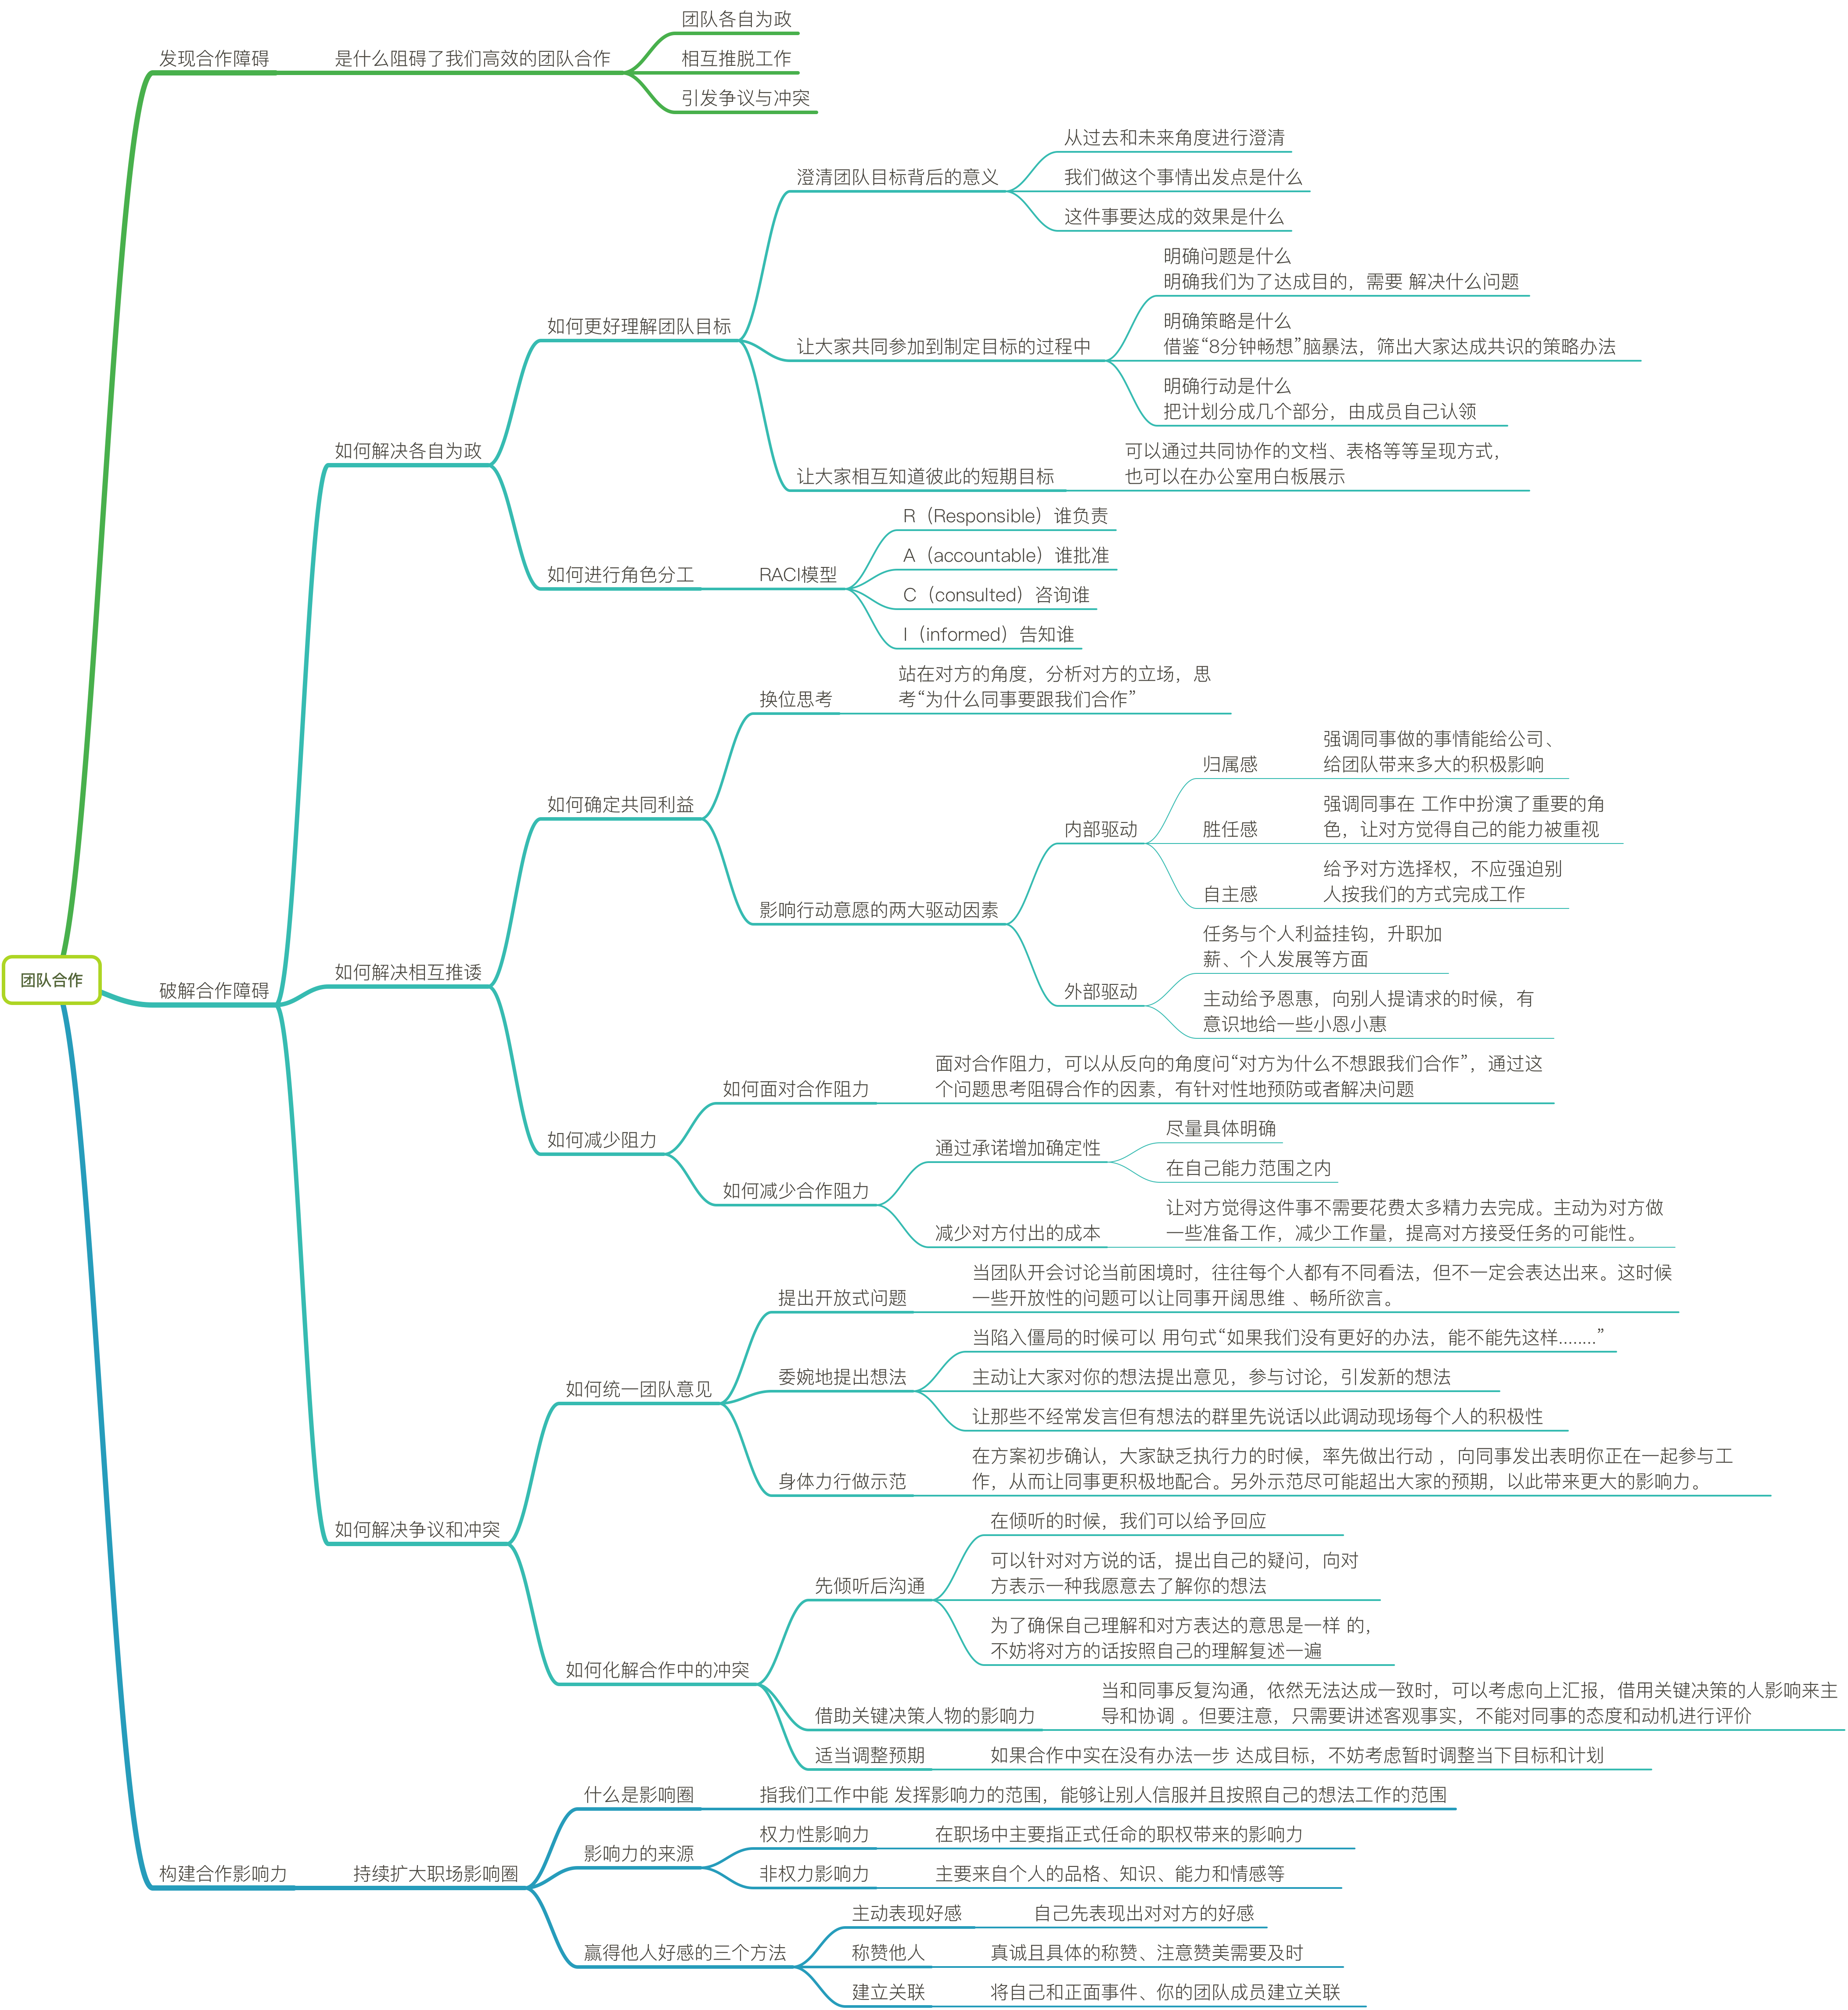 团队合作
发现合作障碍
是什么阻碍了我们高效的团队合作
团队各自为政
相互推脱工作
引发争议与冲突
破解合作障碍
如何解决各自为政
如何更好理解团队目标
澄清团队目标背后的意义
从过去和未来角度进行澄清
我们做这个事情出发点是什么
这件事要达成的效果是什么
让大家共同参加到制定目标的过程中
明确问题是什么
明确我们为了达成目的，需要 解决什么问题
明确策略是什么
借鉴“8分钟畅想”脑暴法，筛出大家达成共识的策略办法
明确行动是什么
把计划分成几个部分，由成员自己认领
让大家相互知道彼此的短期目标
可以通过共同协作的文档、表格等等呈现方式，
也可以在办公室用白板展示
如何进行角色分工
RACI模型
R（Responsible）谁负责
A（accountable）谁批准
C（consulted）咨询谁
I（informed）告知谁
如何解决相互推诿
如何确定共同利益
换位思考
站在对方的角度，分析对方的立场，思
考“为什么同事要跟我们合作”
影响行动意愿的两大驱动因素
内部驱动
归属感
强调同事做的事情能给公司、
给团队带来多大的积极影响
胜任感
强调同事在 工作中扮演了重要的角
色，让对方觉得自己的能力被重视
自主感
给予对方选择权，不应强迫别
人按我们的方式完成工作
外部驱动
任务与个人利益挂钩，升职加
薪、个人发展等方面
主动给予恩惠，向别人提请求的时候，有
意识地给一些小恩小惠
如何减少阻力
如何面对合作阻力
面对合作阻力，可以从反向的角度问“对方为什么不想跟我们合作”，通过这
个问题思考阻碍合作的因素，有针对性地预防或者解决问题
如何减少合作阻力
通过承诺增加确定性
尽量具体明确
在自己能力范围之内
减少对方付出的成本
让对方觉得这件事不需要花费太多精力去完成。主动为对方做
一些准备工作，减少工作量，提高对方接受任务的可能性。
如何解决争议和冲突
如何统一团队意见
提出开放式问题
当团队开会讨论当前困境时，往往每个人都有不同看法，但不一定会表达出来。这时候
一些开放性的问题可以让同事开阔思维 、畅所欲言。
委婉地提出想法
当陷入僵局的时候可以 用句式“如果我们没有更好的办法，能不能先这样........”
主动让大家对你的想法提出意见，参与讨论，引发新的想法
让那些不经常发言但有想法的群里先说话以此调动现场每个人的积极性
身体力行做示范
在方案初步确认，大家缺乏执行力的时候，率先做出行动 ，向同事发出表明你正在一起参与工
作，从而让同事更积极地配合。另外示范尽可能超出大家的预期，以此带来更大的影响力。
如何化解合作中的冲突
先倾听后沟通
在倾听的时候，我们可以给予回应
可以针对对方说的话，提出自己的疑问，向对
方表示一种我愿意去了解你的想法
为了确保自己理解和对方表达的意思是一样 的，
不妨将对方的话按照自己的理解复述一遍
借助关键决策人物的影响力
当和同事反复沟通，依然无法达成一致时，可以考虑向上汇报，借用关键决策的人影响来主
导和协调 。但要注意，只需要讲述客观事实，不能对同事的态度和动机进行评价
适当调整预期
如果合作中实在没有办法一步 达成目标，不妨考虑暂时调整当下目标和计划
构建合作影响力
持续扩大职场影响圈
什么是影响圈
指我们工作中能 发挥影响力的范围，能够让别人信服并且按照自己的想法工作的范围
影响力的来源
权力性影响力
在职场中主要指正式任命的职权带来的影响力
非权力影响力
主要来自个人的品格、知识、能力和情感等
赢得他人好感的三个方法
主动表现好感
自己先表现出对对方的好感
称赞他人
真诚且具体的称赞、注意赞美需要及时
建立关联
将自己和正面事件、你的团队成员建立关联